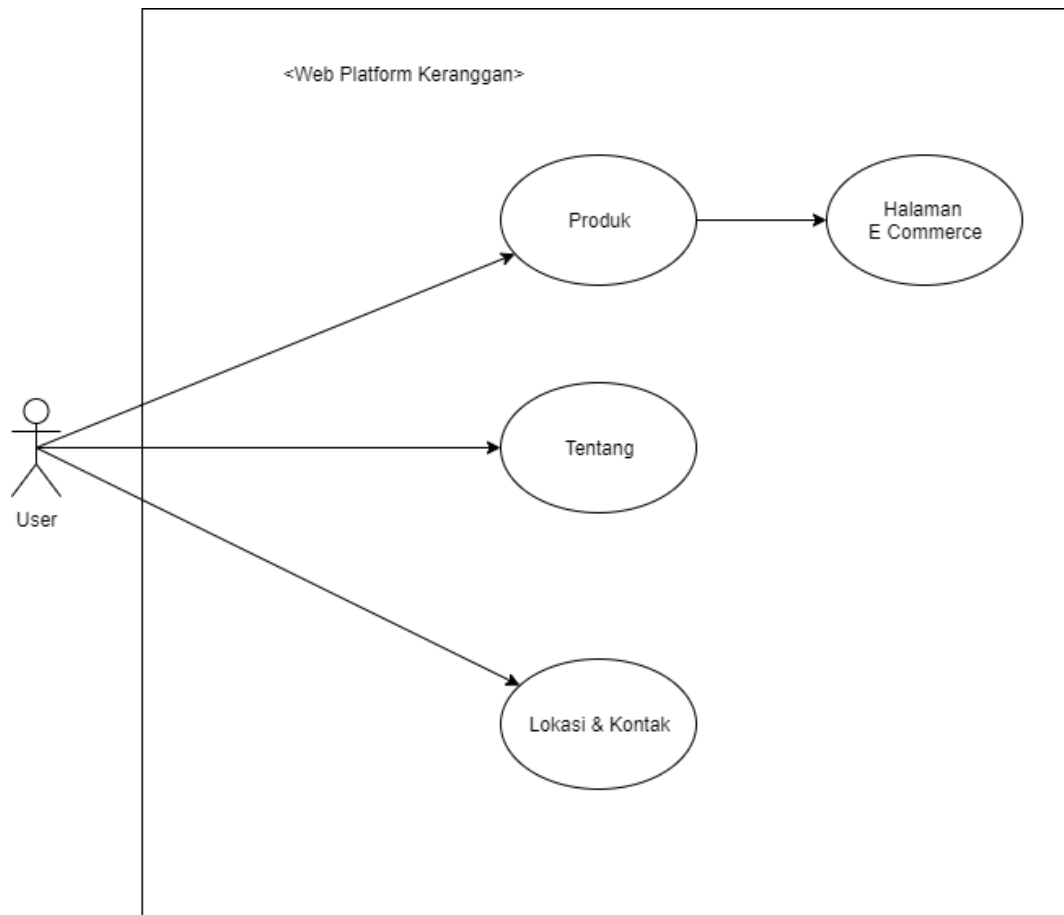 <Web Platform Keranggan>
Produk
Halaman
E Commerce
Tentang
User
Lokasi & Kontak